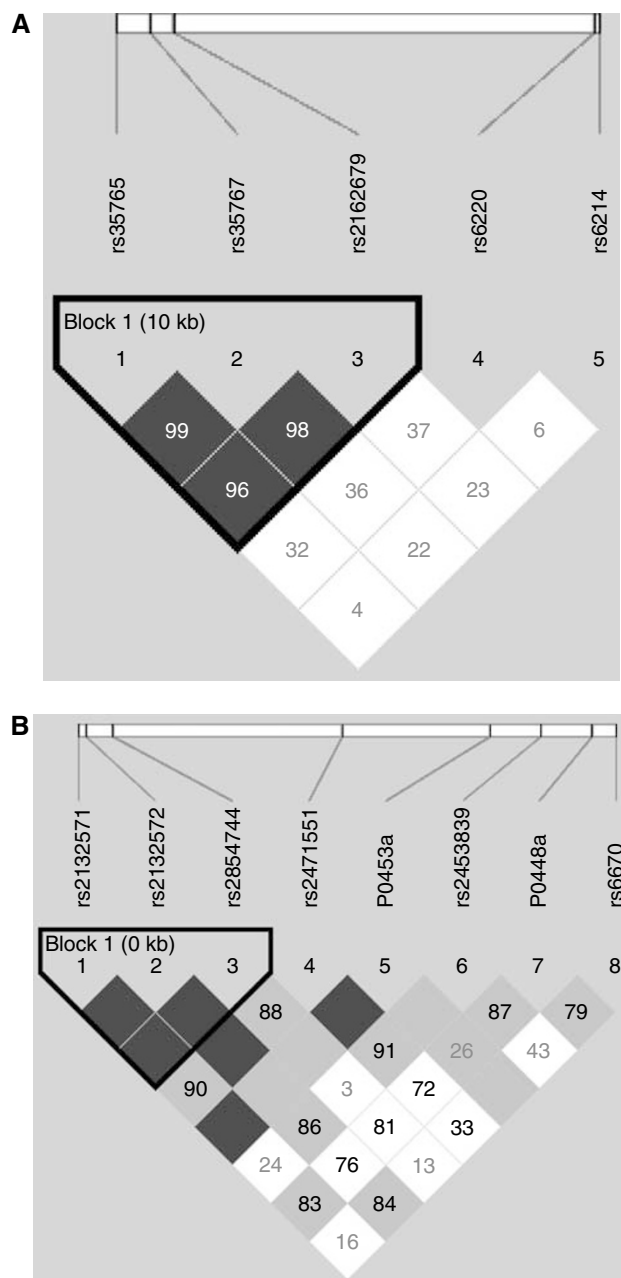 A
rs35765
rs35767
rs2162679
rs6220
rs6214
Block 1 (10 kb)
1 2 3 4 5
99 98 37 6
96 36 23
32 22
4
B
rs2132571
rs2132572
rs2854744
rs2471551
P0453a
rs2453839
P0448a
rs6670
Block 1 (0 kb)
1 2 3 4 5 6 7 8
88 87 79
91 26 43
90 3 72
86 81 33
24 76 13
83 84
16